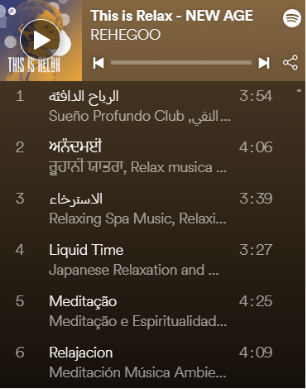 This is Relax - NEW AGE
REHEGOO
THIS IS RELAX
1 الرياح الدافئة 3:54
Sueño Profundo Club, النقي...
2 ਅਨੰਦਮਈ 4:06
ਰੂਹਾਨੀ ਯਾਤਰਾ, Relax musica ...
3 الاسترخاء 3:39
Relaxing Spa Music, Relaxi...
4 Liquid Time 3:27
Japanese Relaxation and ...
5 Meditação 4:25
Meditação e Espiritualidad...
6 Relajacion 4:09
Meditación Música Ambie...